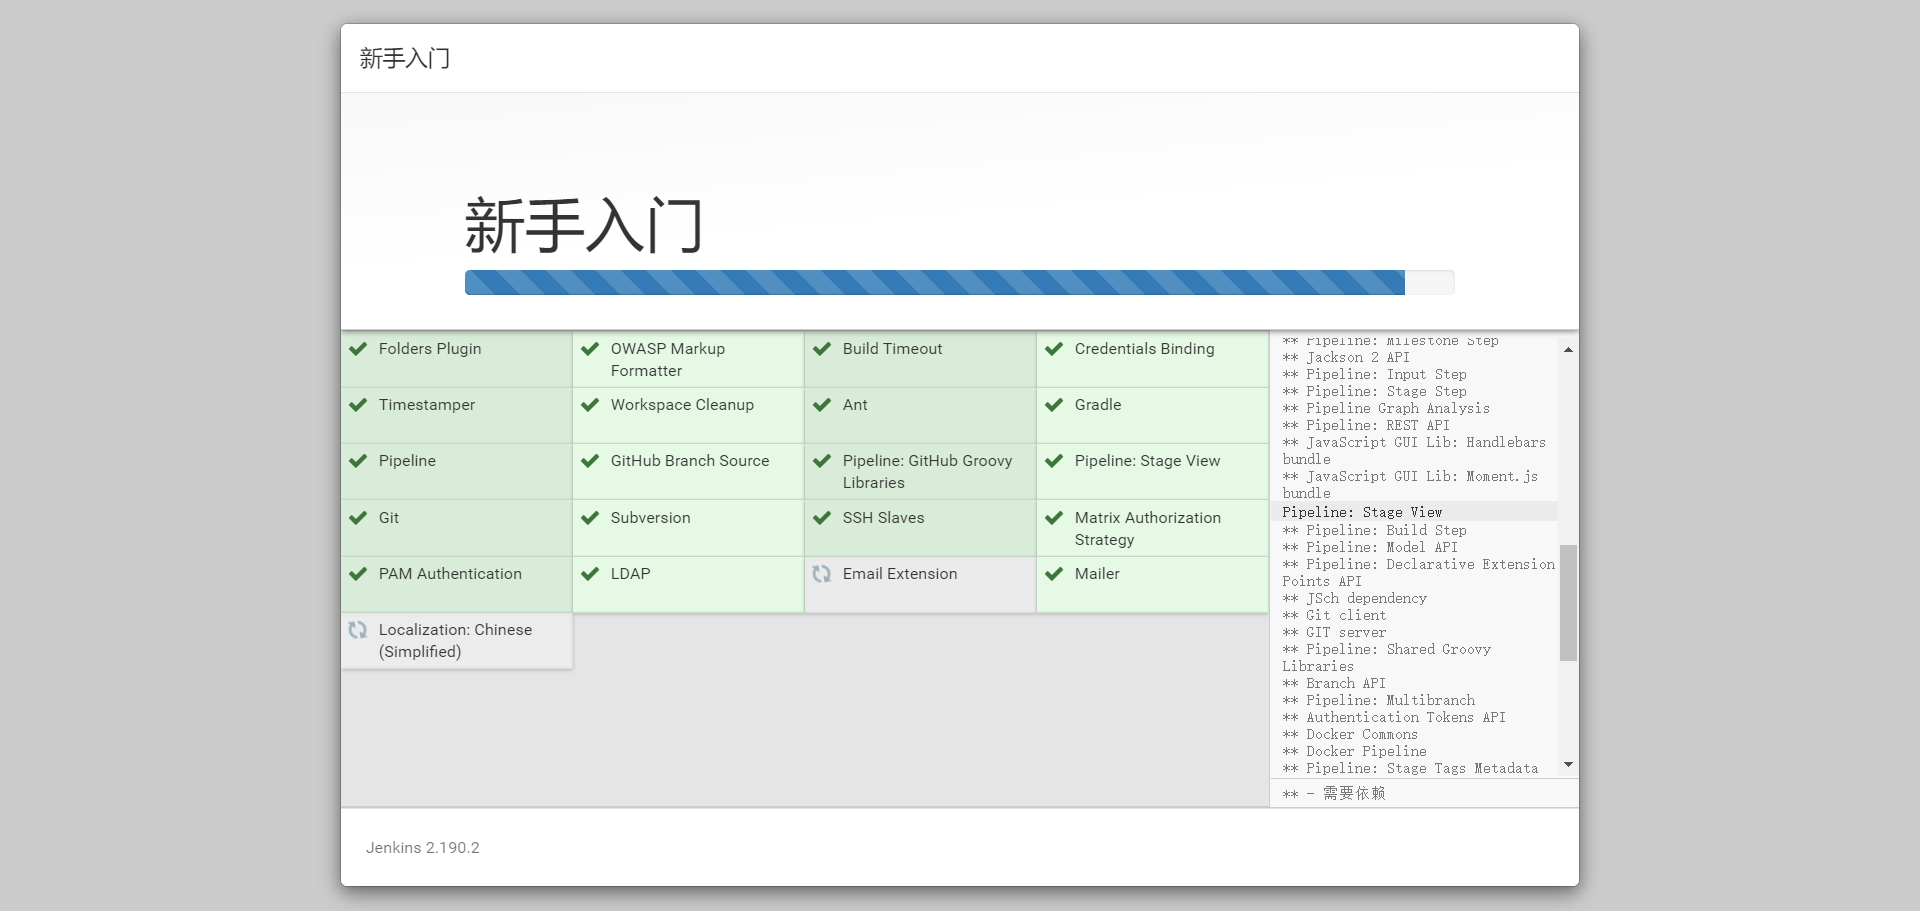 新手入门
新手入门
Folders Plugin
OWASP Markup
Formatter
Build Timeout
Credentials Binding
Timestamper
Workspace Cleanup
Ant
Gradle
Pipeline
GitHub Branch Source
Pipeline: GitHub Groovy
Libraries
Pipeline: Stage View
Git
Subversion
SSH Slaves
Matrix Authorization
Strategy
PAM Authentication
LDAP
Email Extension
Mailer
Localization: Chinese
(Simplified)
** Pipeline: Milestone Step
** Jackson 2 API
** Pipeline: Input Step
** Pipeline: Stage Step
** Pipeline Graph Analysis
** Pipeline: REST API
** JavaScript GUI Lib: Handlebars
bundle
** JavaScript GUI Lib: Moment.js
bundle
Pipeline: Stage View
** Pipeline: Build Step
** Pipeline: Model API
** Pipeline: Declarative Extension
Points API
** JSch dependency
** Git client
** GIT server
** Pipeline: Shared Groovy
Libraries
** Branch API
** Pipeline: Multibranch
** Authentication Tokens API
** Docker Commons
** Docker Pipeline
** Pipeline: Stage Tags Metadata
** - 需要依赖
Jenkins 2.190.2